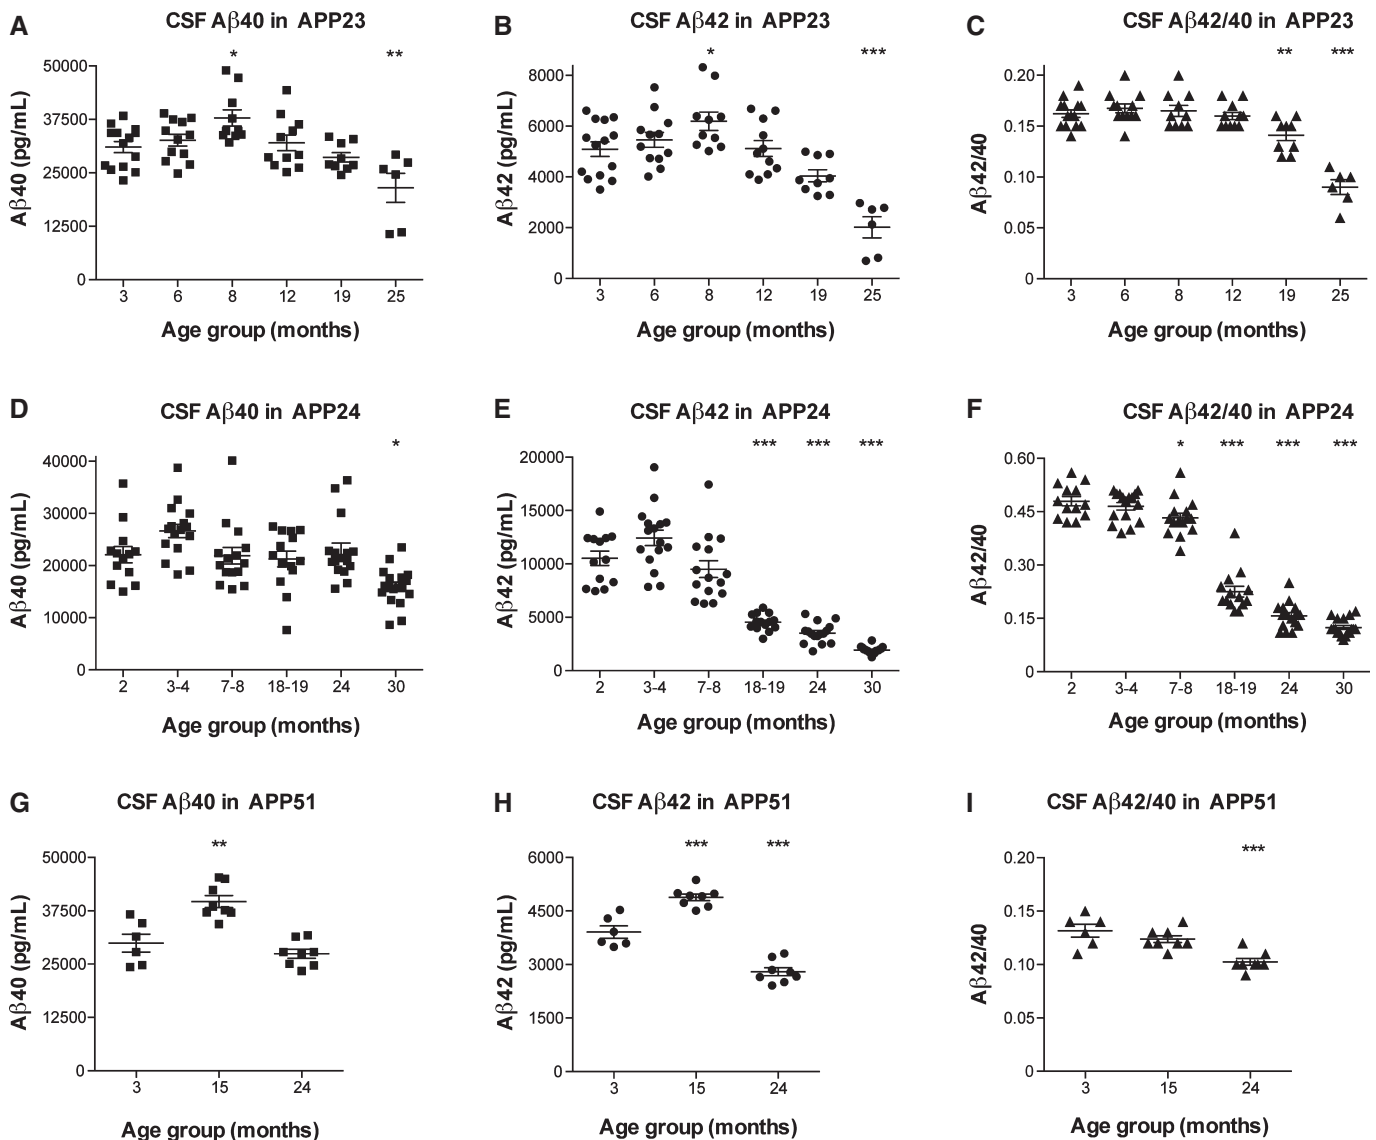 A CSF Aβ40 in APP23
* **
50000
37500
25000
12500
0
Aβ40 (pg/mL)
3 6 8 12 19 25
Age group (months)
B CSF Aβ42 in APP23
* ***
8000
6000
4000
2000
0
Aβ42 (pg/mL)
3 6 8 12 19 25
Age group (months)
C CSF Aβ42/40 in APP23
** ***
0.20
0.15
0.10
0.05
0
Aβ42/40
3 6 8 12 19 25
Age group (months)
D CSF Aβ40 in APP24
*
40000
30000
20000
10000
0
Aβ40 (pg/mL)
2 3-4 7-8 18-19 24 30
Age group (months)
E CSF Aβ42 in APP24
*** *** ***
20000
15000
10000
5000
0
Aβ42 (pg/mL)
2 3-4 7-8 18-19 24 30
Age group (months)
F CSF Aβ42/40 in APP24
* *** *** ***
0.60
0.45
0.30
0.15
0
Aβ42/40
2 3-4 7-8 18-19 24 30
Age group (months)
G CSF Aβ40 in APP51
**
50000
37500
25000
12500
0
Aβ40 (pg/mL)
3 15 24
Age group (months)
H CSF Aβ42 in APP51
*** ***
6000
4500
3000
1500
0
Aβ42 (pg/mL)
3 15 24
Age group (months)
I CSF Aβ42/40 in APP51
***
0.20
0.15
0.10
0.05
0
Aβ42/40
3 15 24
Age group (months)